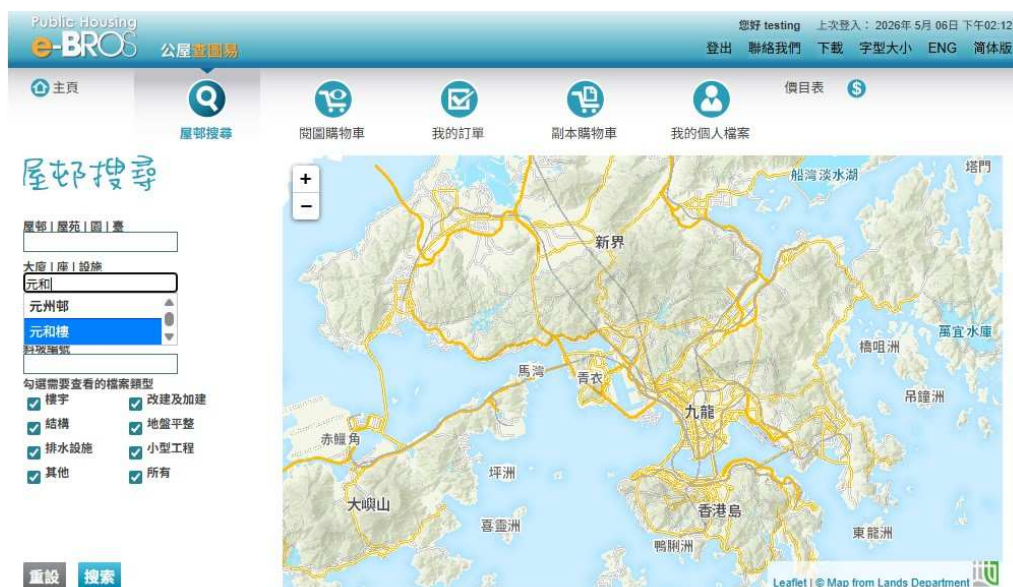 Public Housing
e-BROS 公屋查圖易
您好 testing 上次登入： 2026年 5月 06日 下午02:12
登出 聯絡我們 下載 字型大小 ENG 简体版
主頁
屋邨搜尋
閱圖購物車
我的訂單
副本購物車
我的個人檔案
價目表 $
屋邨搜尋
屋邨 | 屋苑 | 園 | 臺
大廈 | 座 | 設施
元和
元州邨
元和樓
斜坡編號
勾選需要查看的檔案類型
樓宇 改建及加建
結構 地盤平整
排水設施 小型工程
其他 所有
重設 搜索
+
−
船灣淡水湖
塔門
新界
萬宜水庫
橋咀洲
馬灣
青衣
吊鐘洲
九龍
赤鱲角
坪洲
大嶼山
香港島
喜靈洲
東龍洲
鴨脷洲
Leaflet | © Map from Lands Department